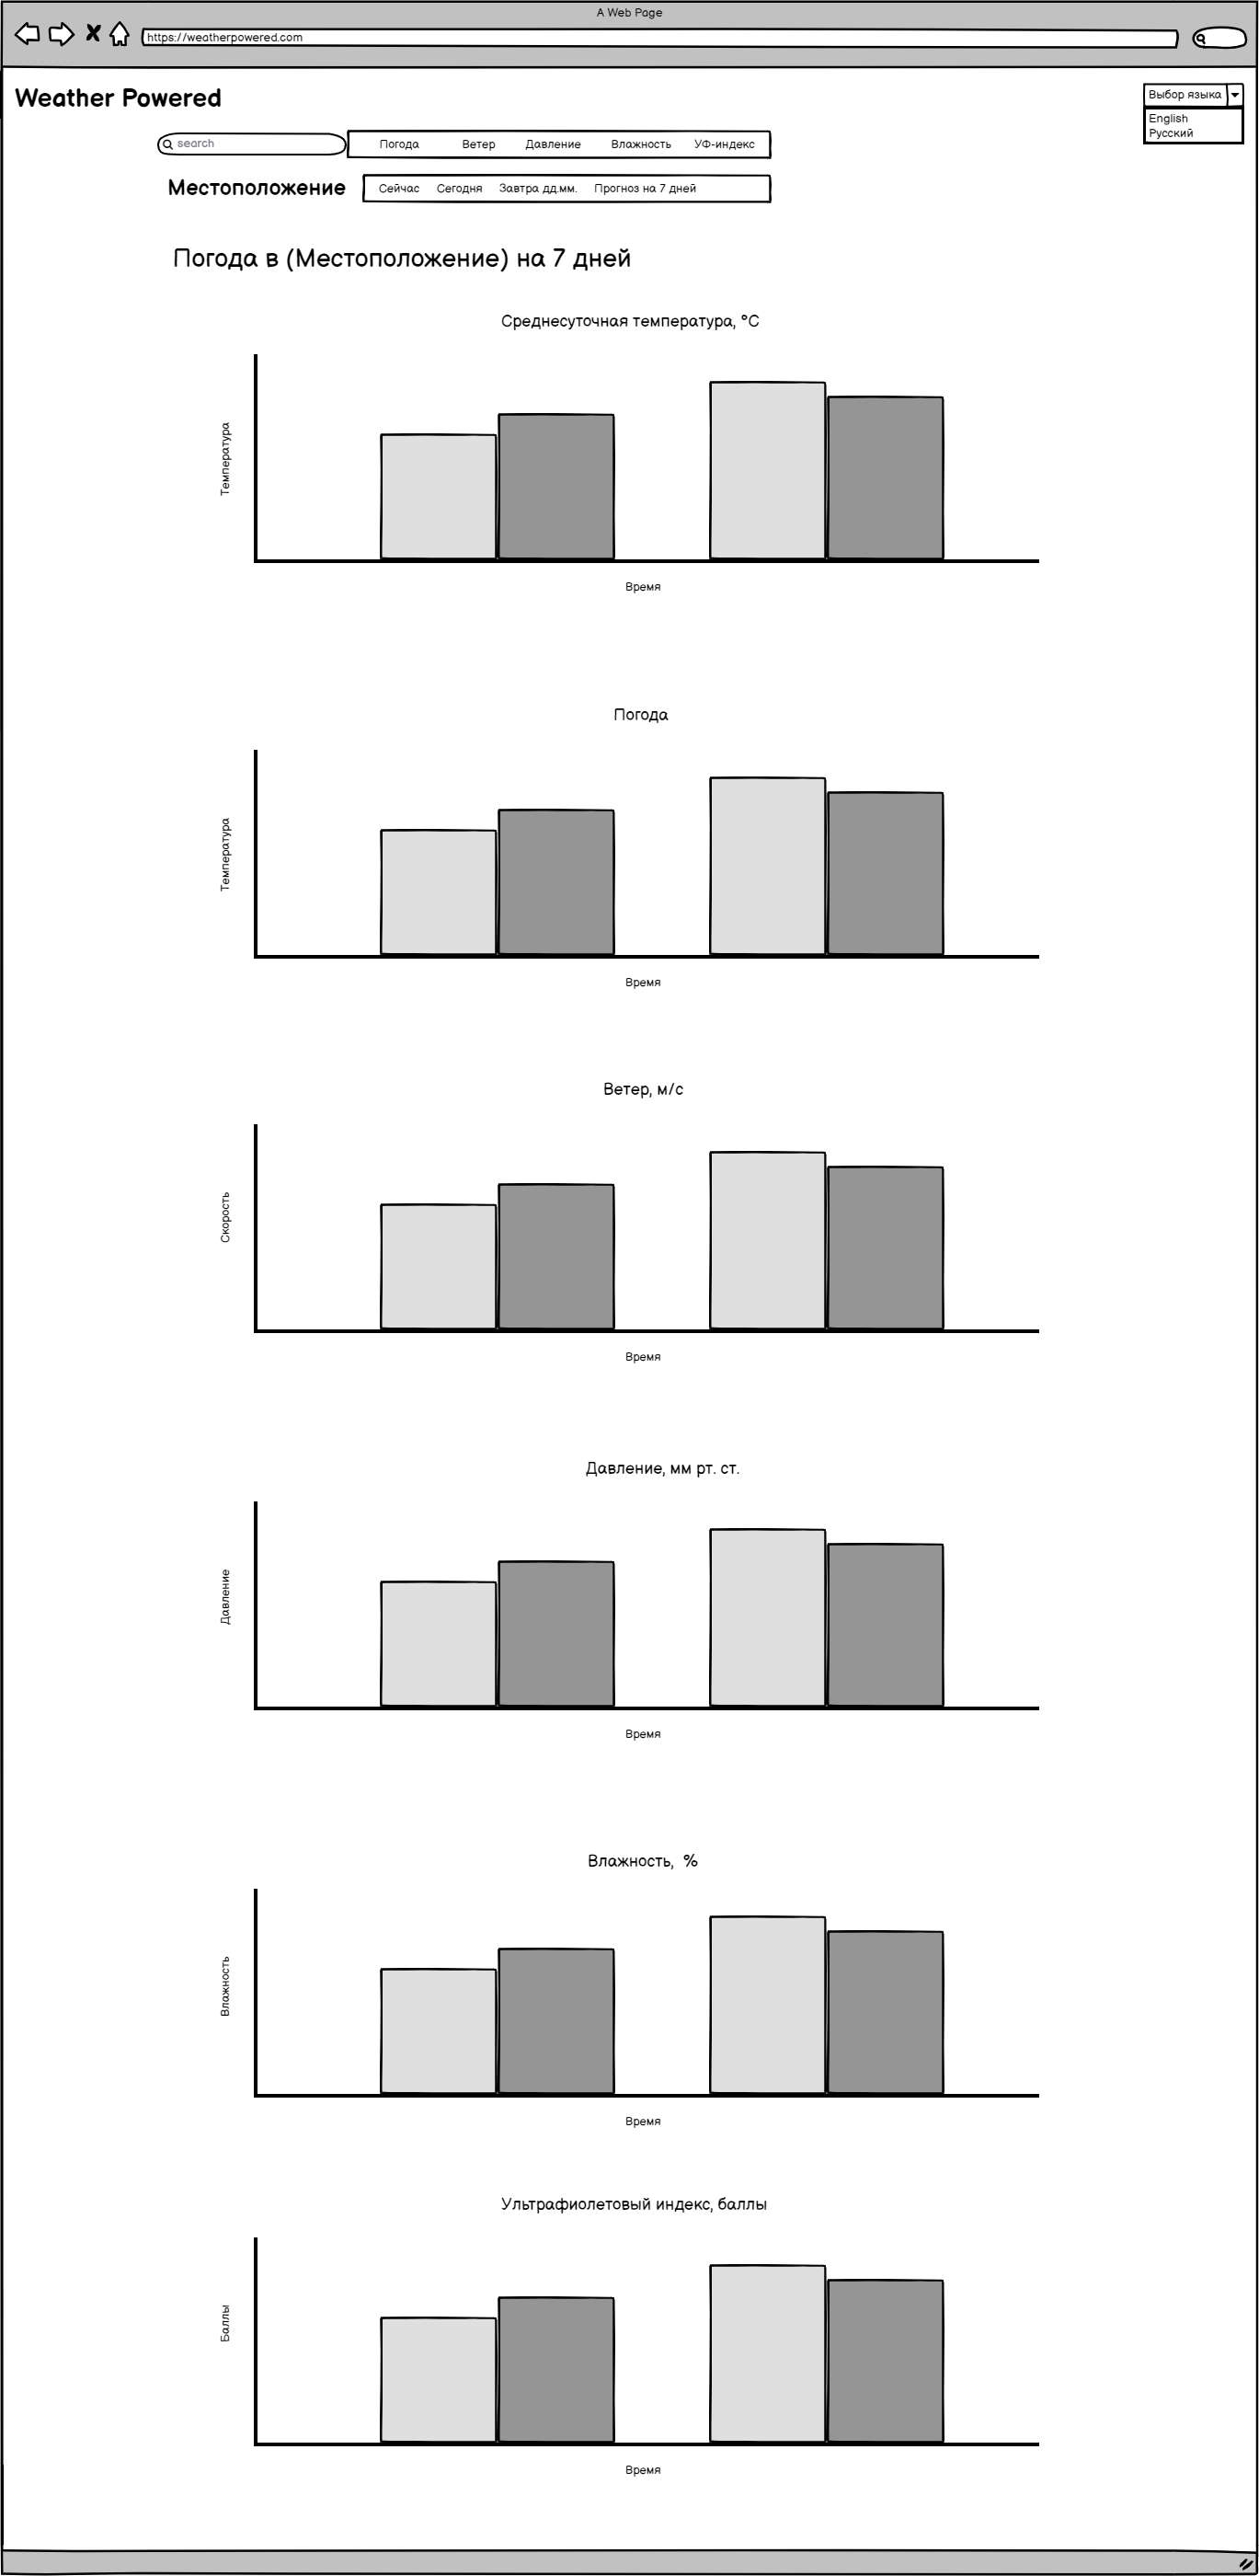 A Web Page
https://weatherpowered.com
Weather Powered
Выбор языка
English
Русский
search
Погода Ветер Давление Влажность УФ-индекс
Местоположение
Сейчас Сегодня Завтра дд.мм. Прогноз на 7 дней
Погода в (Местоположение) на 7 дней
Среднесуточная температура, °C
Температура
Время
Погода
Температура
Время
Ветер, м/с
Скорость
Время
Давление, мм рт. ст.
Давление
Время
Влажность, %
Влажность
Время
Ультрафиолетовый индекс, баллы
Баллы
Время